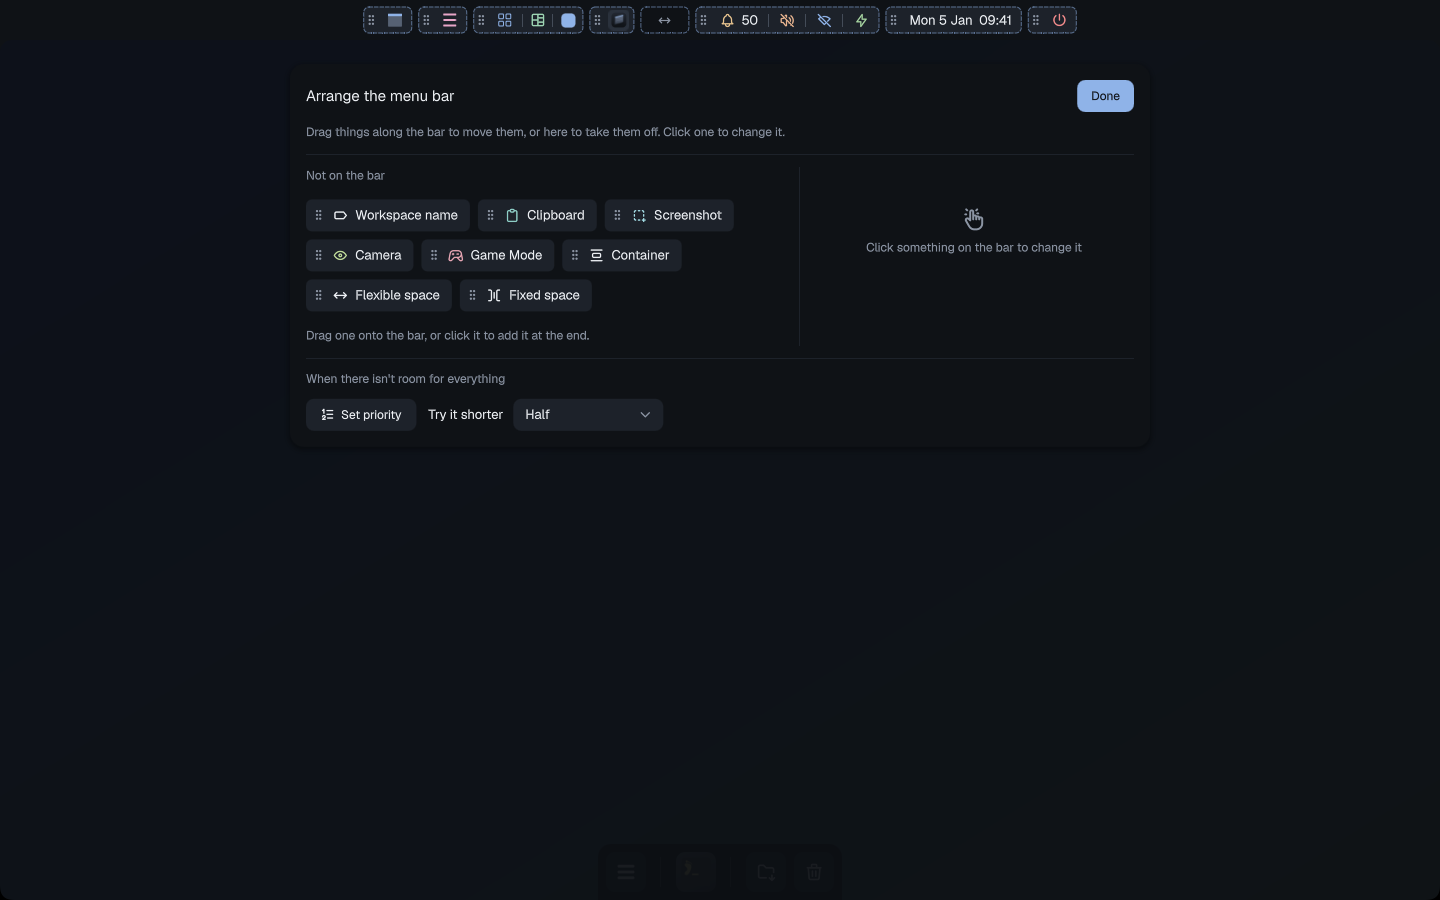 50
Mon 5 Jan 09:41
Arrange the menu bar
Done
Drag things along the bar to move them, or here to take them off. Click one to change it.
Not on the bar
Workspace name
Clipboard
Screenshot
Camera
Game Mode
Container
Flexible space
Fixed space
Drag one onto the bar, or click it to add it at the end.
Click something on the bar to change it
When there isn't room for everything
Set priority
Try it shorter
Half